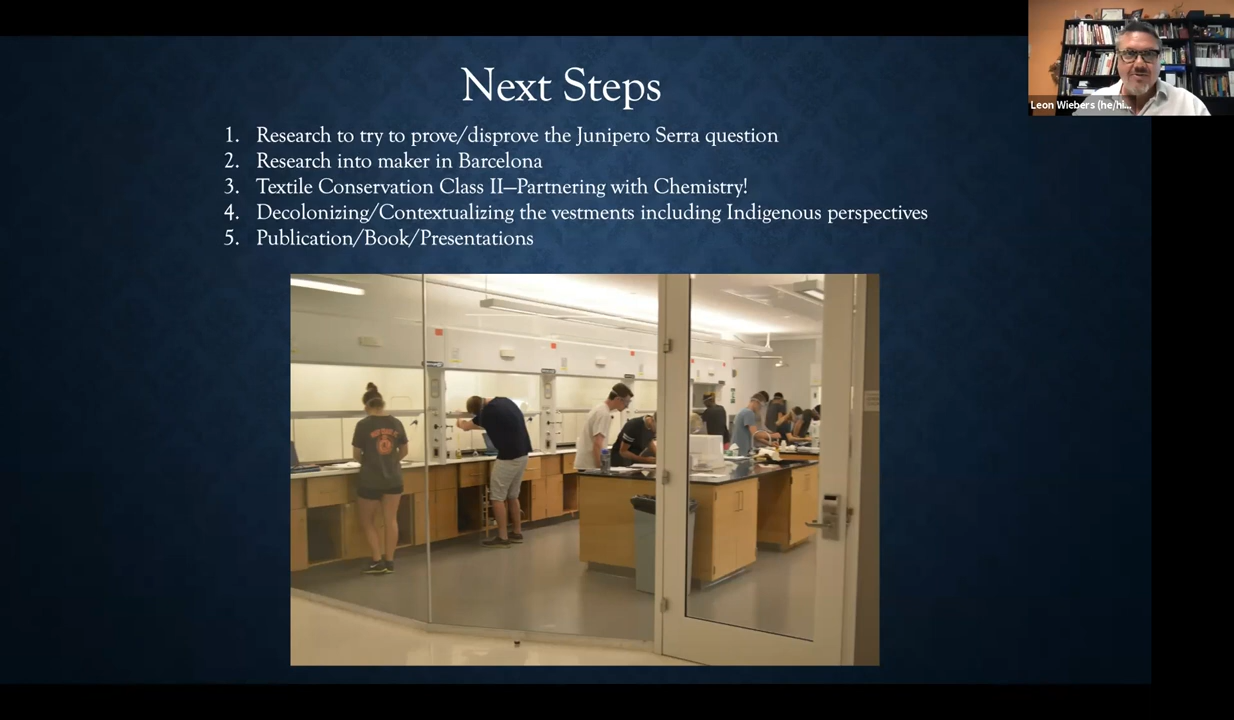 Next Steps
1. Research to try to prove/disprove the Junipero Serra question
2. Research into maker in Barcelona
3. Textile Conservation Class II—Partnering with Chemistry!
4. Decolonizing/Contextualizing the vestments including Indigenous perspectives
5. Publication/Book/Presentations
Leon Wiebers (he/hi...